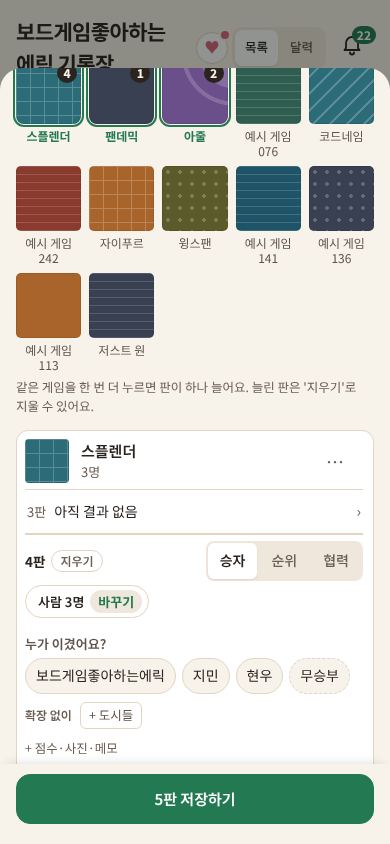 보드게임좋아하는
에릭 기록장
목록
달력
22
4
1
2
스플렌더
팬데믹
아줄
예시 게임
076
코드네임
예시 게임
242
자이푸르
윙스팬
예시 게임
141
예시 게임
136
예시 게임
113
저스트 원
같은 게임을 한 번 더 누르면 판이 하나 늘어요. 늘린 판은 '지우기'로
지울 수 있어요.
스플렌더
3명
...
3판 아직 결과 없음 ›
4판 지우기
승자 순위 협력
사람 3명 바꾸기
누가 이겼어요?
보드게임좋아하는에릭 지민 현우 무승부
확장 없이 + 도시들
+ 점수·사진·메모
5판 저장하기